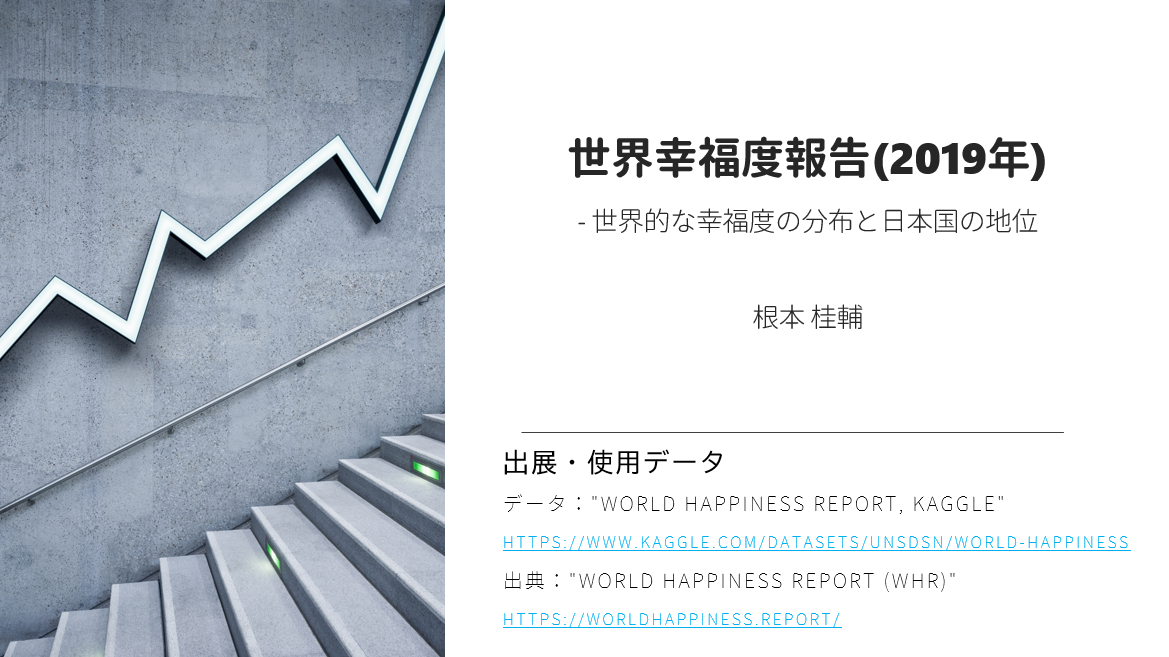 世界幸福度報告(2019年)
- 世界的な幸福度の分布と日本国の地位
根本 桂輔
出展・使用データ
データ："WORLD HAPPINESS REPORT, KAGGLE"
HTTPS://WWW.KAGGLE.COM/DATASETS/UNSDSN/WORLD-HAPPINESS
出典："WORLD HAPPINESS REPORT (WHR)"
HTTPS://WORLDHAPPINESS.REPORT/